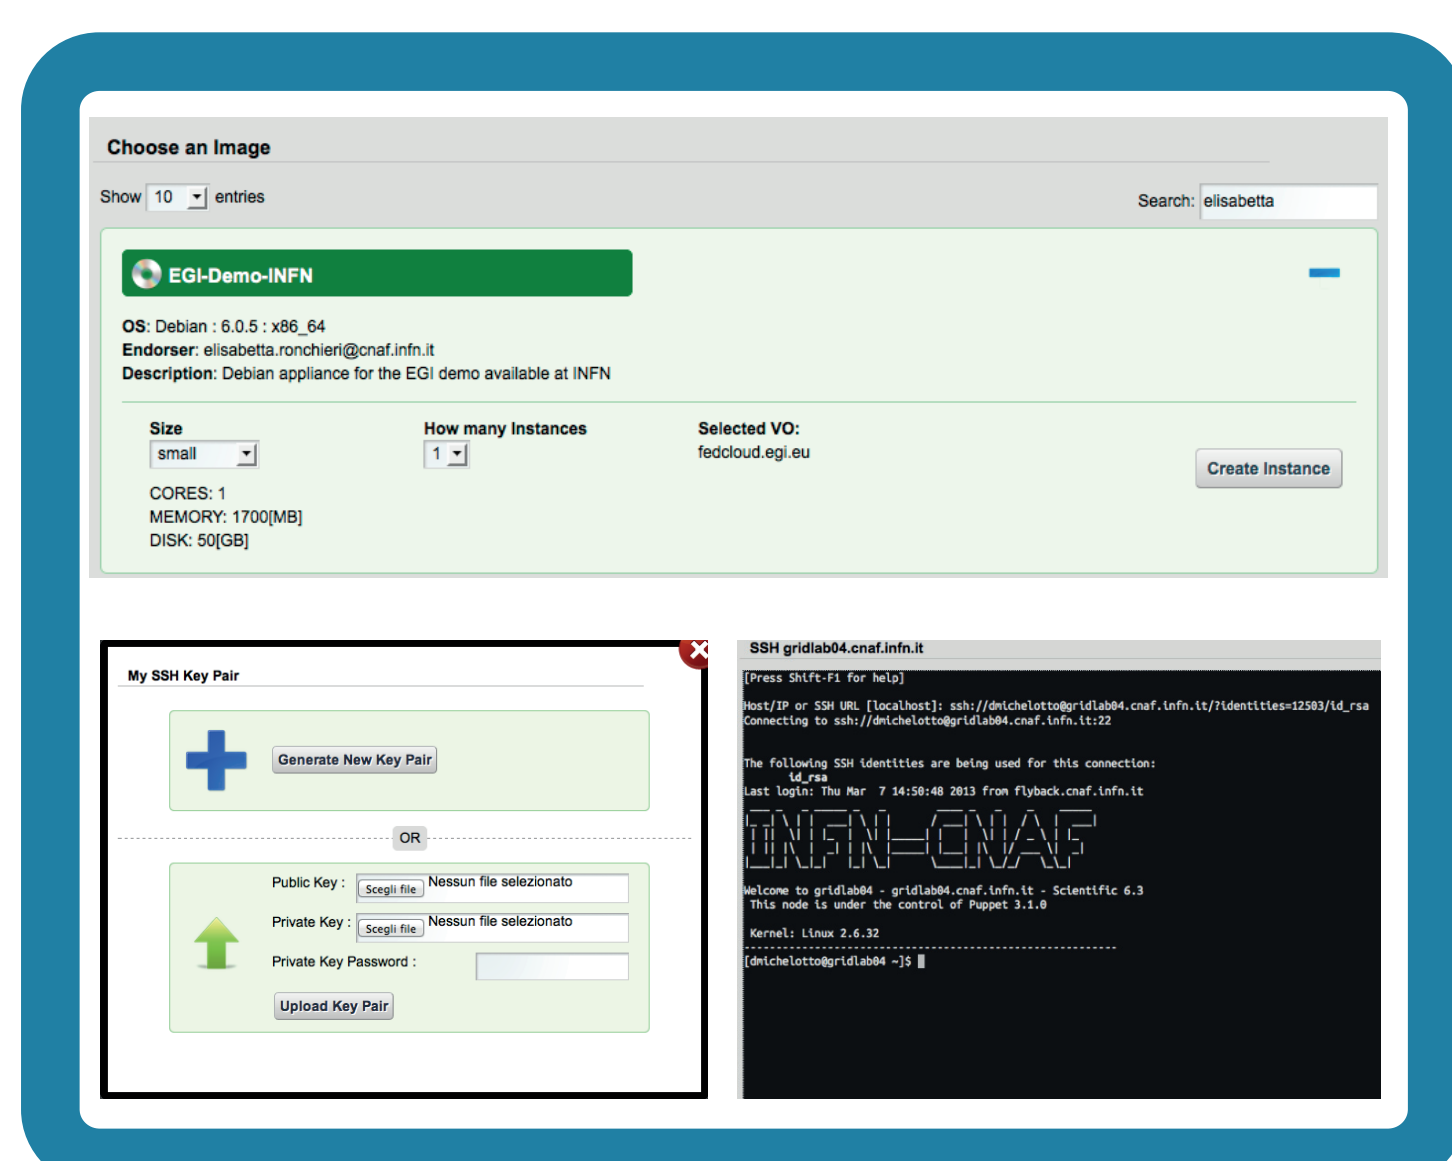 Choose an Image
Show 10 entries
Search: elisabetta
EGI-Demo-INFN
OS: Debian : 6.0.5 : x86_64
Endorser: elisabetta.ronchieri@cnaf.infn.it
Description: Debian appliance for the EGI demo available at INFN
Size How many Instances Selected VO:
small 1 fedcloud.egi.eu
Create Instance
CORES: 1
MEMORY: 1700[MB]
DISK: 50[GB]
My SSH Key Pair
Generate New Key Pair
OR
Public Key : Scegli file Nessun file selezionato
Private Key : Scegli file Nessun file selezionato
Private Key Password :
Upload Key Pair
SSH gridlab04.cnaf.infn.it
[Press Shift-F1 for help]
Host/IP or SSH URL [localhost]: ssh://dmichelotto@gridlab04.cnaf.infn.it/?identities=12503/id_rsa
Connecting to ssh://dmichelotto@gridlab04.cnaf.infn.it:22
The following SSH identities are being used for this connection:
id_rsa
Last login: Thu Mar 7 14:50:48 2013 from flyback.cnaf.infn.it
INFN-CNAF
Welcome to gridlab04 - gridlab04.cnaf.infn.it - Scientific 6.3
This node is under the control of Puppet 3.1.0
Kernel: Linux 2.6.32
[dmichelotto@gridlab04 ~]$